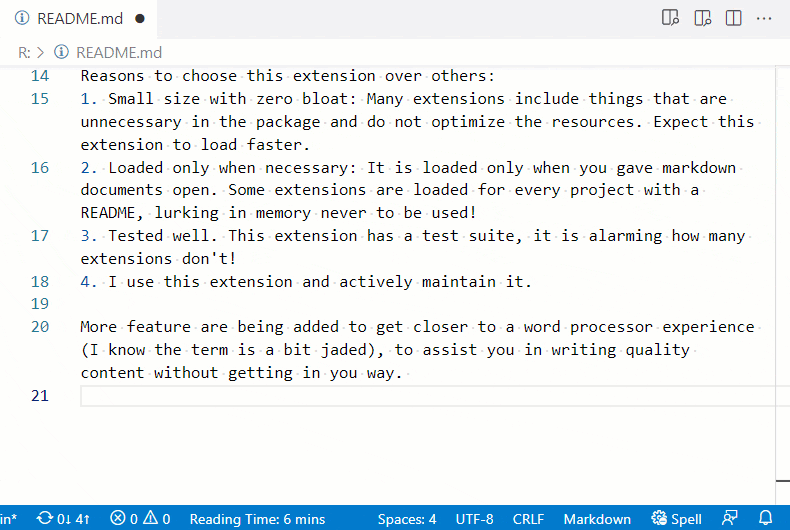 README.md
R: > README.md
14 Reasons to choose this extension over others:
15 1. Small size with zero bloat: Many extensions include things that are
unnecessary in the package and do not optimize the resources. Expect this
extension to load faster.
16 2. Loaded only when necessary: It is loaded only when you gave markdown
documents open. Some extensions are loaded for every project with a
README, lurking in memory never to be used!
17 3. Tested well. This extension has a test suite, it is alarming how many
extensions don't!
18 4. I use this extension and actively maintain it.
19
20 More feature are being added to get closer to a word processor experience
(I know the term is a bit jaded), to assist you in writing quality
content without getting in you way.
21
in* 0↓ 4↑ 0 0 Reading Time: 6 mins Spaces: 4 UTF-8 CRLF Markdown Spell